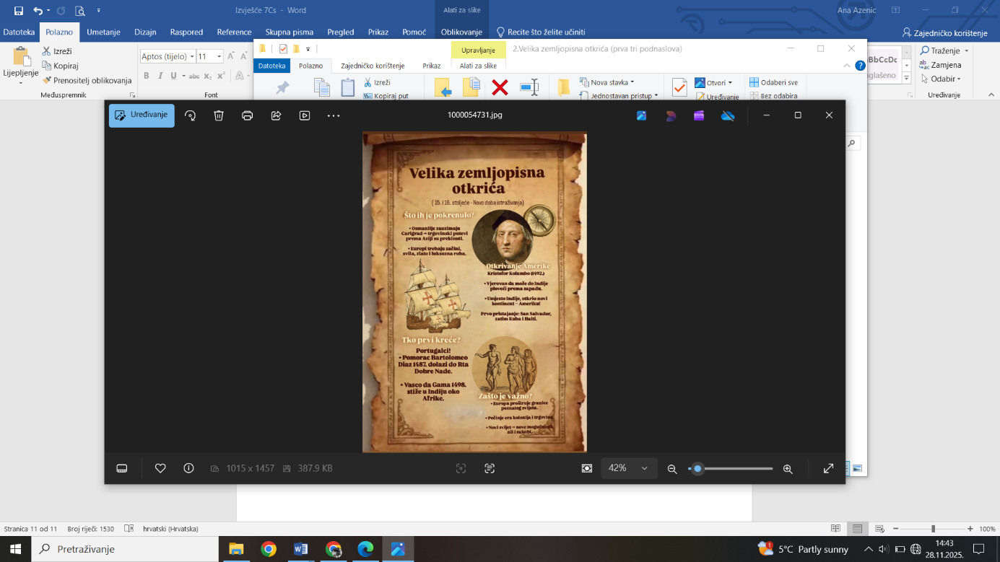 Izvješće 7Cs - Word
Alati za slike
Ana Azenic
Datoteka
Polazno
Umetanje
Dizajn
Raspored
Reference
Skupna pisma
Pregled
Prikaz
Pomoć
Oblikovanje
Recite što želite učiniti
Zajedničko korištenje
Lijepljenje
Izreži
Kopiraj
Prenositelj oblikovanja
Međuspremnik
Aptos (tijelo)
11
B I U abc x₂ x²
Font
Upravljanje
2.Velika zemljopisna otkrića (prva tri podnaslova)
Datoteka
Polazno
Zajedničko korištenje
Prikaz
Alati za slike
Izreži
Kopiraj put
Nova stavka
Jednostavan pristup
Otvori
Uređivanje
Odaberi sve
Bez odabira
Traženje
Zamjena
Odabir
Uređivanje
Uređivanje
1000054731.jpg
Velika zemljopisna
otkrića
( 15. i 16. stoljeće - Novo doba istraživanja)
Što ih je pokrenulo?
• Osmanlije zauzimaju
Carigrad → trgovinski putevi
prema Aziji su prekinuti.
• Europi trebaju začini,
svila, zlato i luksuzna roba.
Otkrivanje Amerike
Kristofor Kolumbo (1492.)
• Vjerovao da može do Indije
ploveći prema zapadu.
• Umjesto Indije, otkrio novi
kontinent – Ameriku!
Prvo pristajanje: San Salvador,
zatim Kuba i Haiti.
Tko prvi kreće?
Portugalci!
• Pomorac Bartolomeo
Diaz 1487. dolazi do Rta
Dobre Nade.
• Vasco da Gama 1498.
stiže u Indiju oko
Afrike.
Zašto je važno?
• Europa proširuje granice
poznatog svijeta.
• Počinje era kolonija i trgovine.
• Novi svijet → nove mogućnosti,
ali i sukobi.
1015 x 1457
387.9 KB
42%
Stranica 11 od 11
Broj riječi: 1530
hrvatski (Hrvatska)
100%
Pretraživanje
5°C Partly sunny
14:43
28.11.2025.